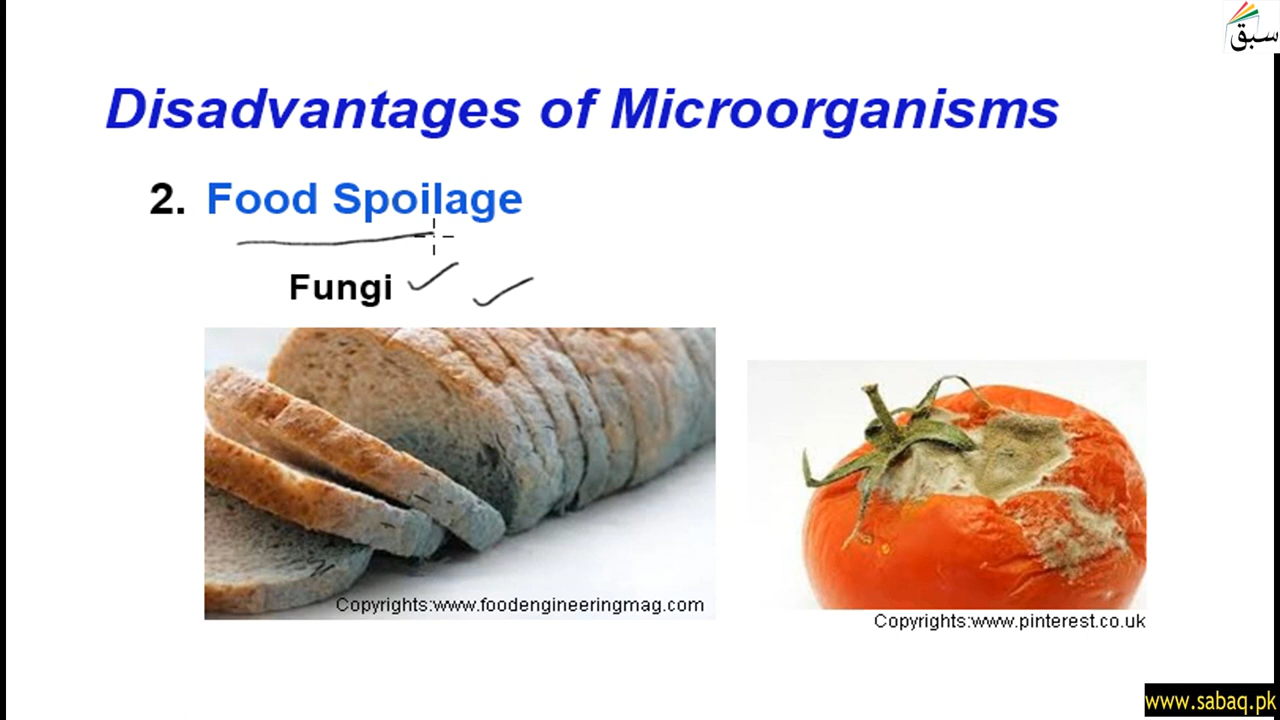 سبق
Disadvantages of Microorganisms
2. Food Spoilage
Fungi
Copyrights:www.foodengineeringmag.com
Copyrights:www.pinterest.co.uk
www.sabaq.pk